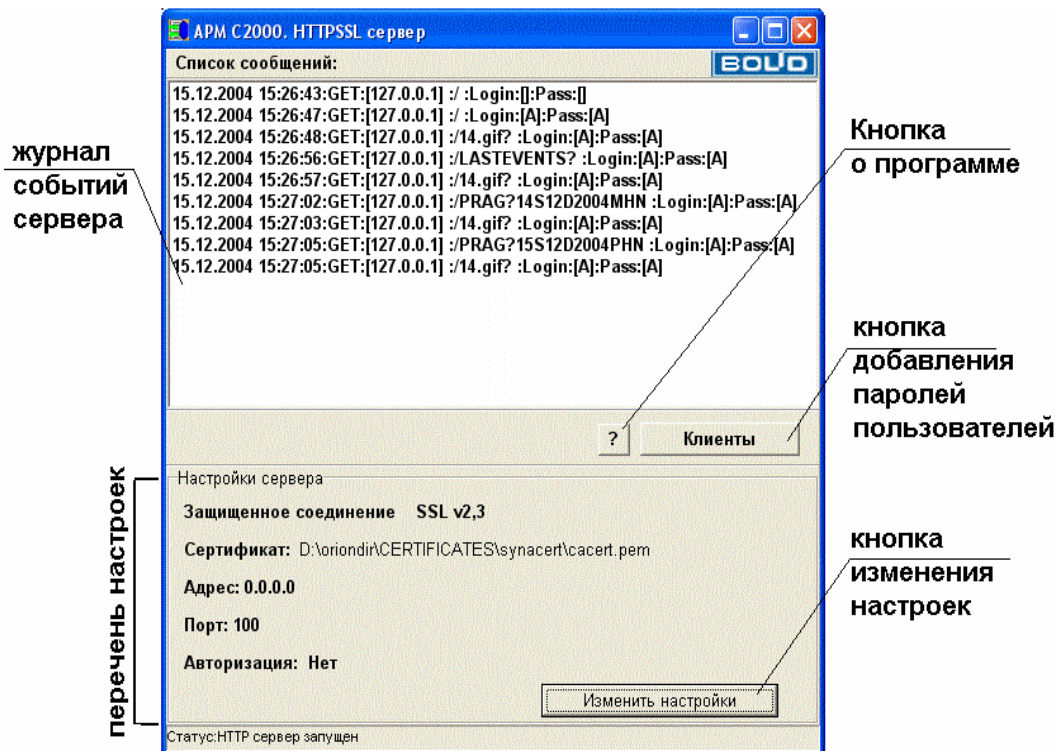 АРМ С2000. HTTPSSL сервер
Список сообщений:
BOLID
15.12.2004 15:26:43:GET:[127.0.0.1] :/ :Login:[]:Pass:[]
15.12.2004 15:26:47:GET:[127.0.0.1] :/ :Login:[A]:Pass:[A]
15.12.2004 15:26:48:GET:[127.0.0.1] :/14.gif? :Login:[A]:Pass:[A]
15.12.2004 15:26:56:GET:[127.0.0.1] :/LASTEVENTS? :Login:[A]:Pass:[A]
15.12.2004 15:26:57:GET:[127.0.0.1] :/14.gif? :Login:[A]:Pass:[A]
15.12.2004 15:27:02:GET:[127.0.0.1] :/PRAG?14S12D2004MHN :Login:[A]:Pass:[A]
15.12.2004 15:27:03:GET:[127.0.0.1] :/14.gif? :Login:[A]:Pass:[A]
15.12.2004 15:27:05:GET:[127.0.0.1] :/PRAG?15S12D2004PHN :Login:[A]:Pass:[A]
15.12.2004 15:27:05:GET:[127.0.0.1] :/14.gif? :Login:[A]:Pass:[A]
журнал
событий
сервера
Кнопка
о программе
кнопка
добавления
паролей
пользователей
? Клиенты
перечень настроек
Настройки сервера
Защищенное соединение SSL v2,3
Сертификат: D:\oriondir\CERTIFICATES\synacert\cacert.pem
Адрес: 0.0.0.0
Порт: 100
Авторизация: Нет
кнопка
изменения
настроек
Изменить настройки
Статус:HTTP сервер запущен